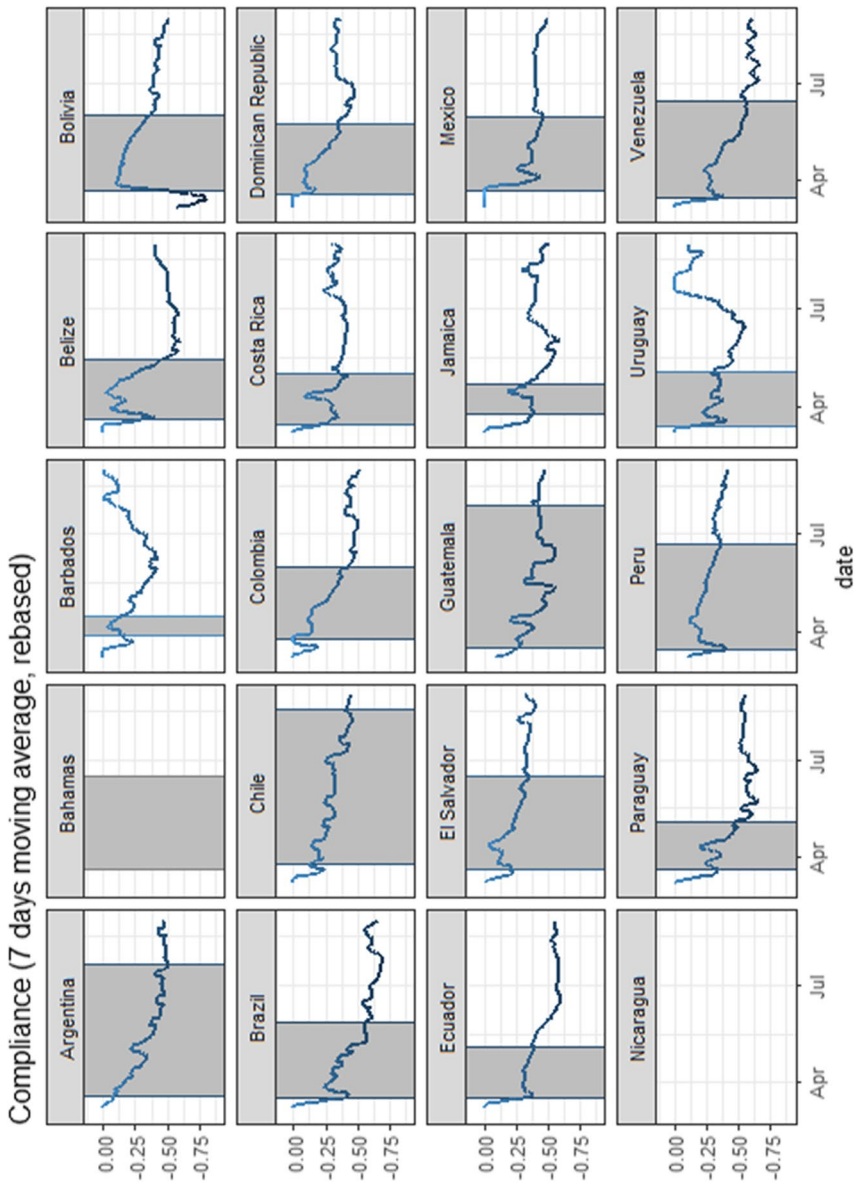 Compliance (7 days moving average, rebased)
Argentina
Bahamas
Barbados
Belize
Bolivia
0.00
-0.25
-0.50
-0.75
Brazil
Chile
Colombia
Costa Rica
Dominican Republic
0.00
-0.25
-0.50
-0.75
Ecuador
El Salvador
Guatemala
Jamaica
Mexico
0.00
-0.25
-0.50
-0.75
Nicaragua
Paraguay
Peru
Uruguay
Venezuela
0.00
-0.25
-0.50
-0.75
Apr Jul Apr Jul Apr Jul Apr Jul Apr Jul
date